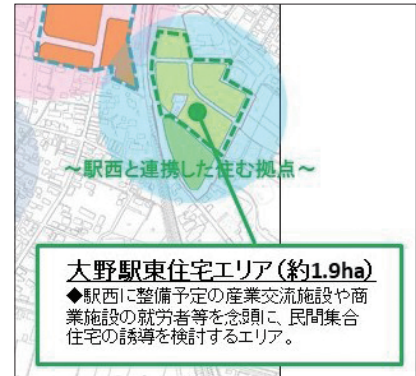 ～駅西と連携した住む拠点～
大野駅東住宅エリア（約1.9ha）
◆駅西に整備予定の産業交流施設や商
業施設の就労者等を念頭に、民間集合
住宅の誘導を検討するエリア。